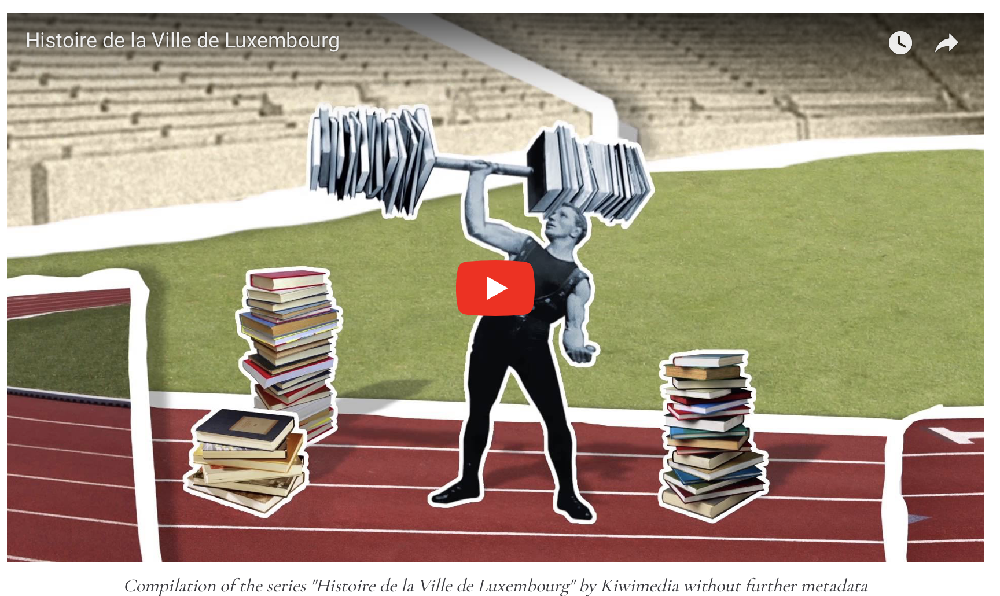 Histoire de la Ville de Luxembourg
Compilation of the series "Histoire de la Ville de Luxembourg" by Kiwimedia without further metadata